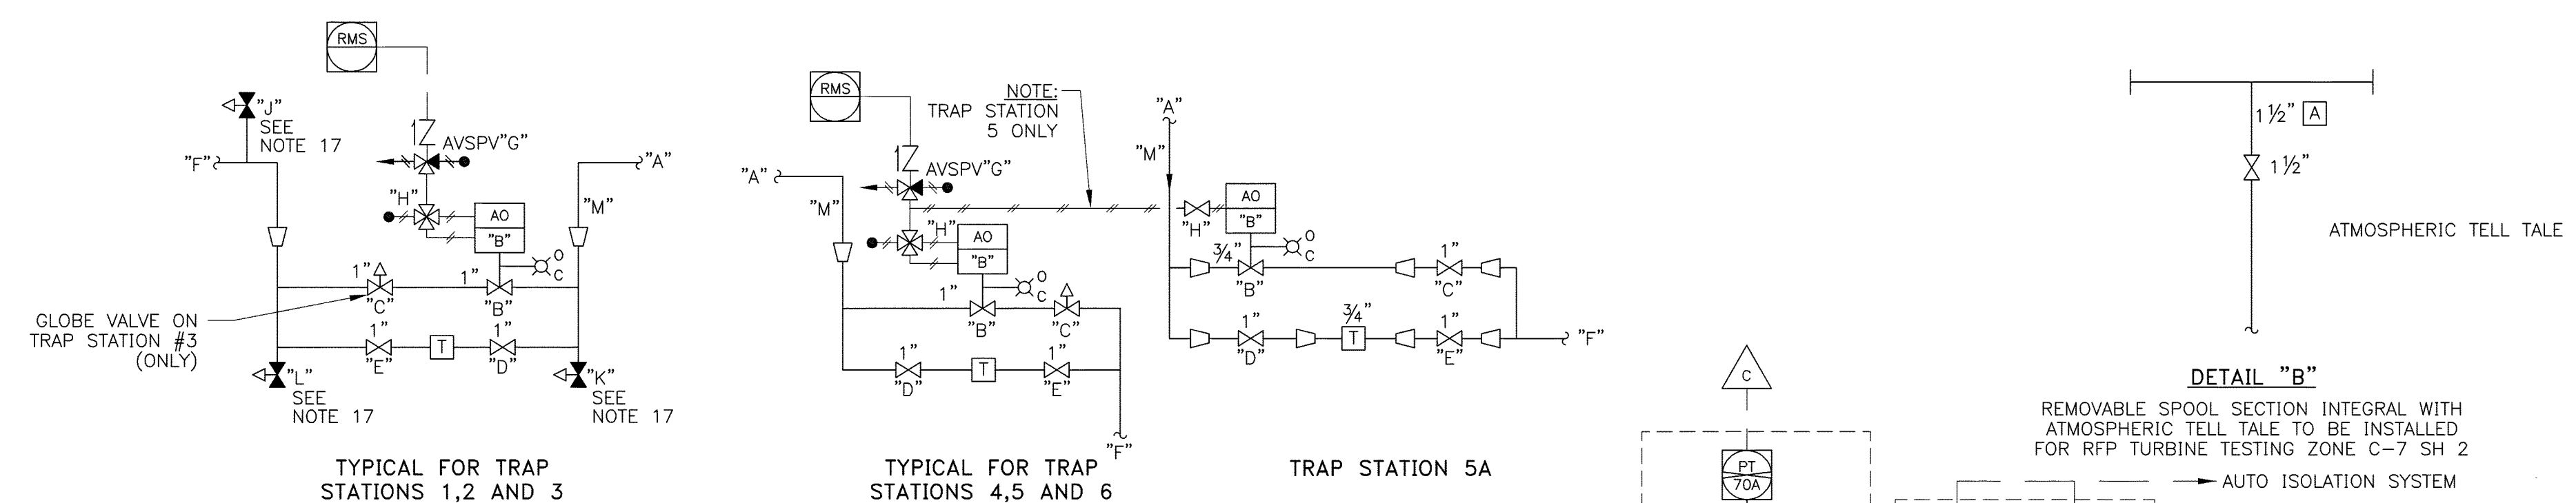 RMS
"J"
SEE
NOTE 17
"F"
AVSPV"G"
"A"
"H"
AO
"B"
"M"
O
C
1"
"C"
1"
"B"
GLOBE VALVE ON
TRAP STATION #3
(ONLY)
1"
"E"
T
1"
"D"
"L"
SEE
NOTE 17
"K"
SEE
NOTE 17
TYPICAL FOR TRAP
STATIONS 1,2 AND 3
RMS
NOTE:
TRAP STATION
5 ONLY
AVSPV"G"
"A"
"M"
"H"
AO
"B"
O
C
1"
"B"
"C"
1"
"D"
T
1"
"E"
"F"
TYPICAL FOR TRAP
STATIONS 4,5 AND 6
"A"
"M"
"H"
AO
"B"
O
C
3/4"
"B"
1"
"C"
1"
"D"
3/4"
T
1"
"E"
"F"
TRAP STATION 5A
C
PT
70A
1 1/2" A
1 1/2"
ATMOSPHERIC TELL TALE
DETAIL "B"
REMOVABLE SPOOL SECTION INTEGRAL WITH
ATMOSPHERIC TELL TALE TO BE INSTALLED
FOR RFP TURBINE TESTING ZONE C-7 SH 2
AUTO ISOLATION SYSTEM